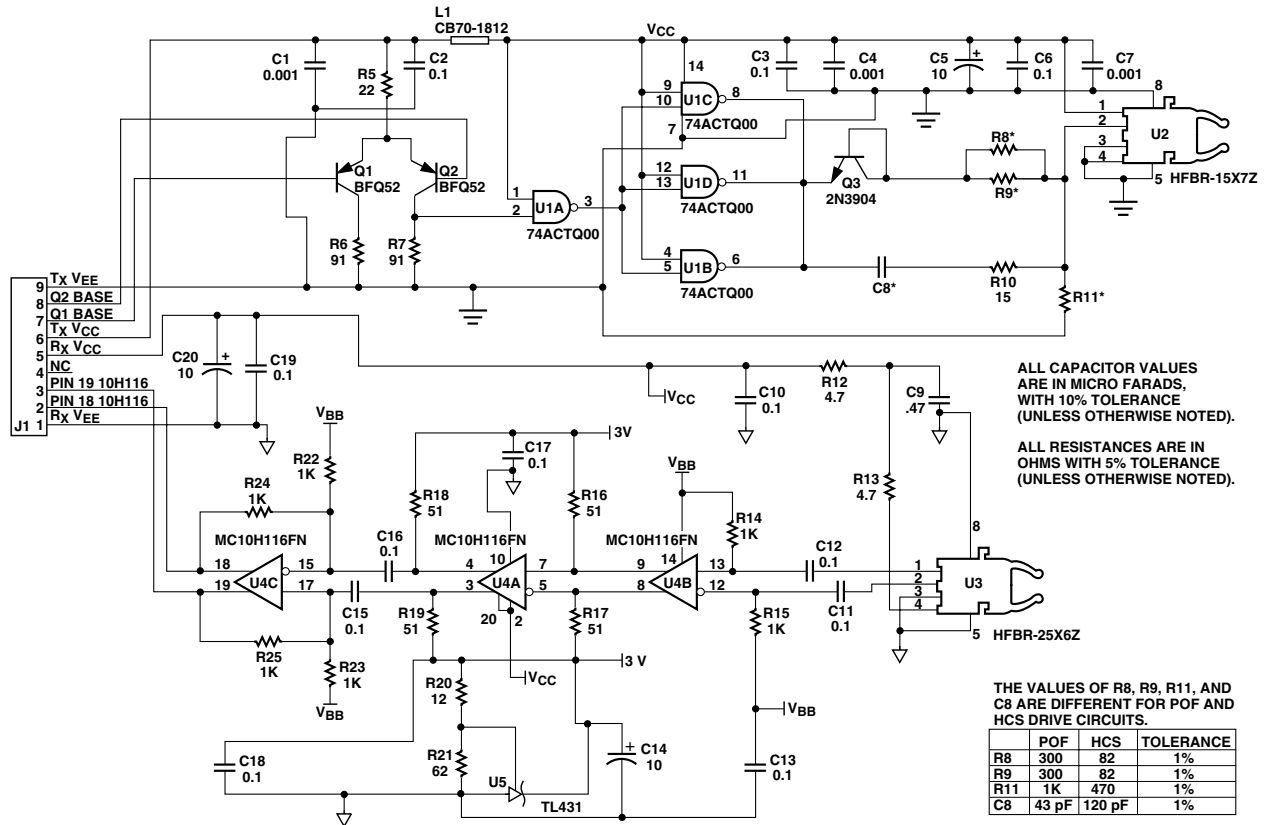 L1
CB70-1812
VCC
C1
0.001
R5
22
C2
0.1
14
9
10
8
U1C
7
74ACTQ00
C3
0.1
C4
0.001
C5
10
+
C6
0.1
C7
0.001
8
1
2
3
4
U2
5
HFBR-15X7Z
Q1
BFQ52
Q2
BFQ52
1
2
U1A
3
74ACTQ00
12
13
U1D
11
74ACTQ00
Q3
2N3904
R8*
R9*
R6
91
R7
91
4
5
U1B
6
74ACTQ00
C8*
R10
15
R11*
9 TX VEE
8 Q2 BASE
7 Q1 BASE
6 TX VCC
5 RX VCC
4 NC
3 PIN 19 10H116
2 PIN 18 10H116
J1 1 RX VEE
C20
10
+
C19
0.1
VCC
C10
0.1
R12
4.7
C9
.47
ALL CAPACITOR VALUES
ARE IN MICRO FARADS,
WITH 10% TOLERANCE
(UNLESS OTHERWISE NOTED).
ALL RESISTANCES ARE IN
OHMS WITH 5% TOLERANCE
(UNLESS OTHERWISE NOTED).
VBB
R22
1K
R24
1K
R18
51
C17
0.1
3V
R16
51
VBB
R14
1K
R13
4.7
MC10H116FN
18
19
U4C
15
17
C16
0.1
C15
0.1
MC10H116FN
4
3
10
U4A
7
5
20
2
MC10H116FN
9
8
14
U4B
13
12
C12
0.1
C11
0.1
8
1
2
3
4
U3
5
HFBR-25X6Z
R25
1K
R23
1K
VBB
R19
51
R17
51
R15
1K
3 V
VCC
R20
12
R21
62
U5
TL431
C14
10
+
VBB
C13
0.1
C18
0.1
THE VALUES OF R8, R9, R11, AND
C8 ARE DIFFERENT FOR POF AND
HCS DRIVE CIRCUITS.
POF HCS TOLERANCE
R8 300 82 1%
R9 300 82 1%
R11 1K 470 1%
C8 43 pF 120 pF 1%